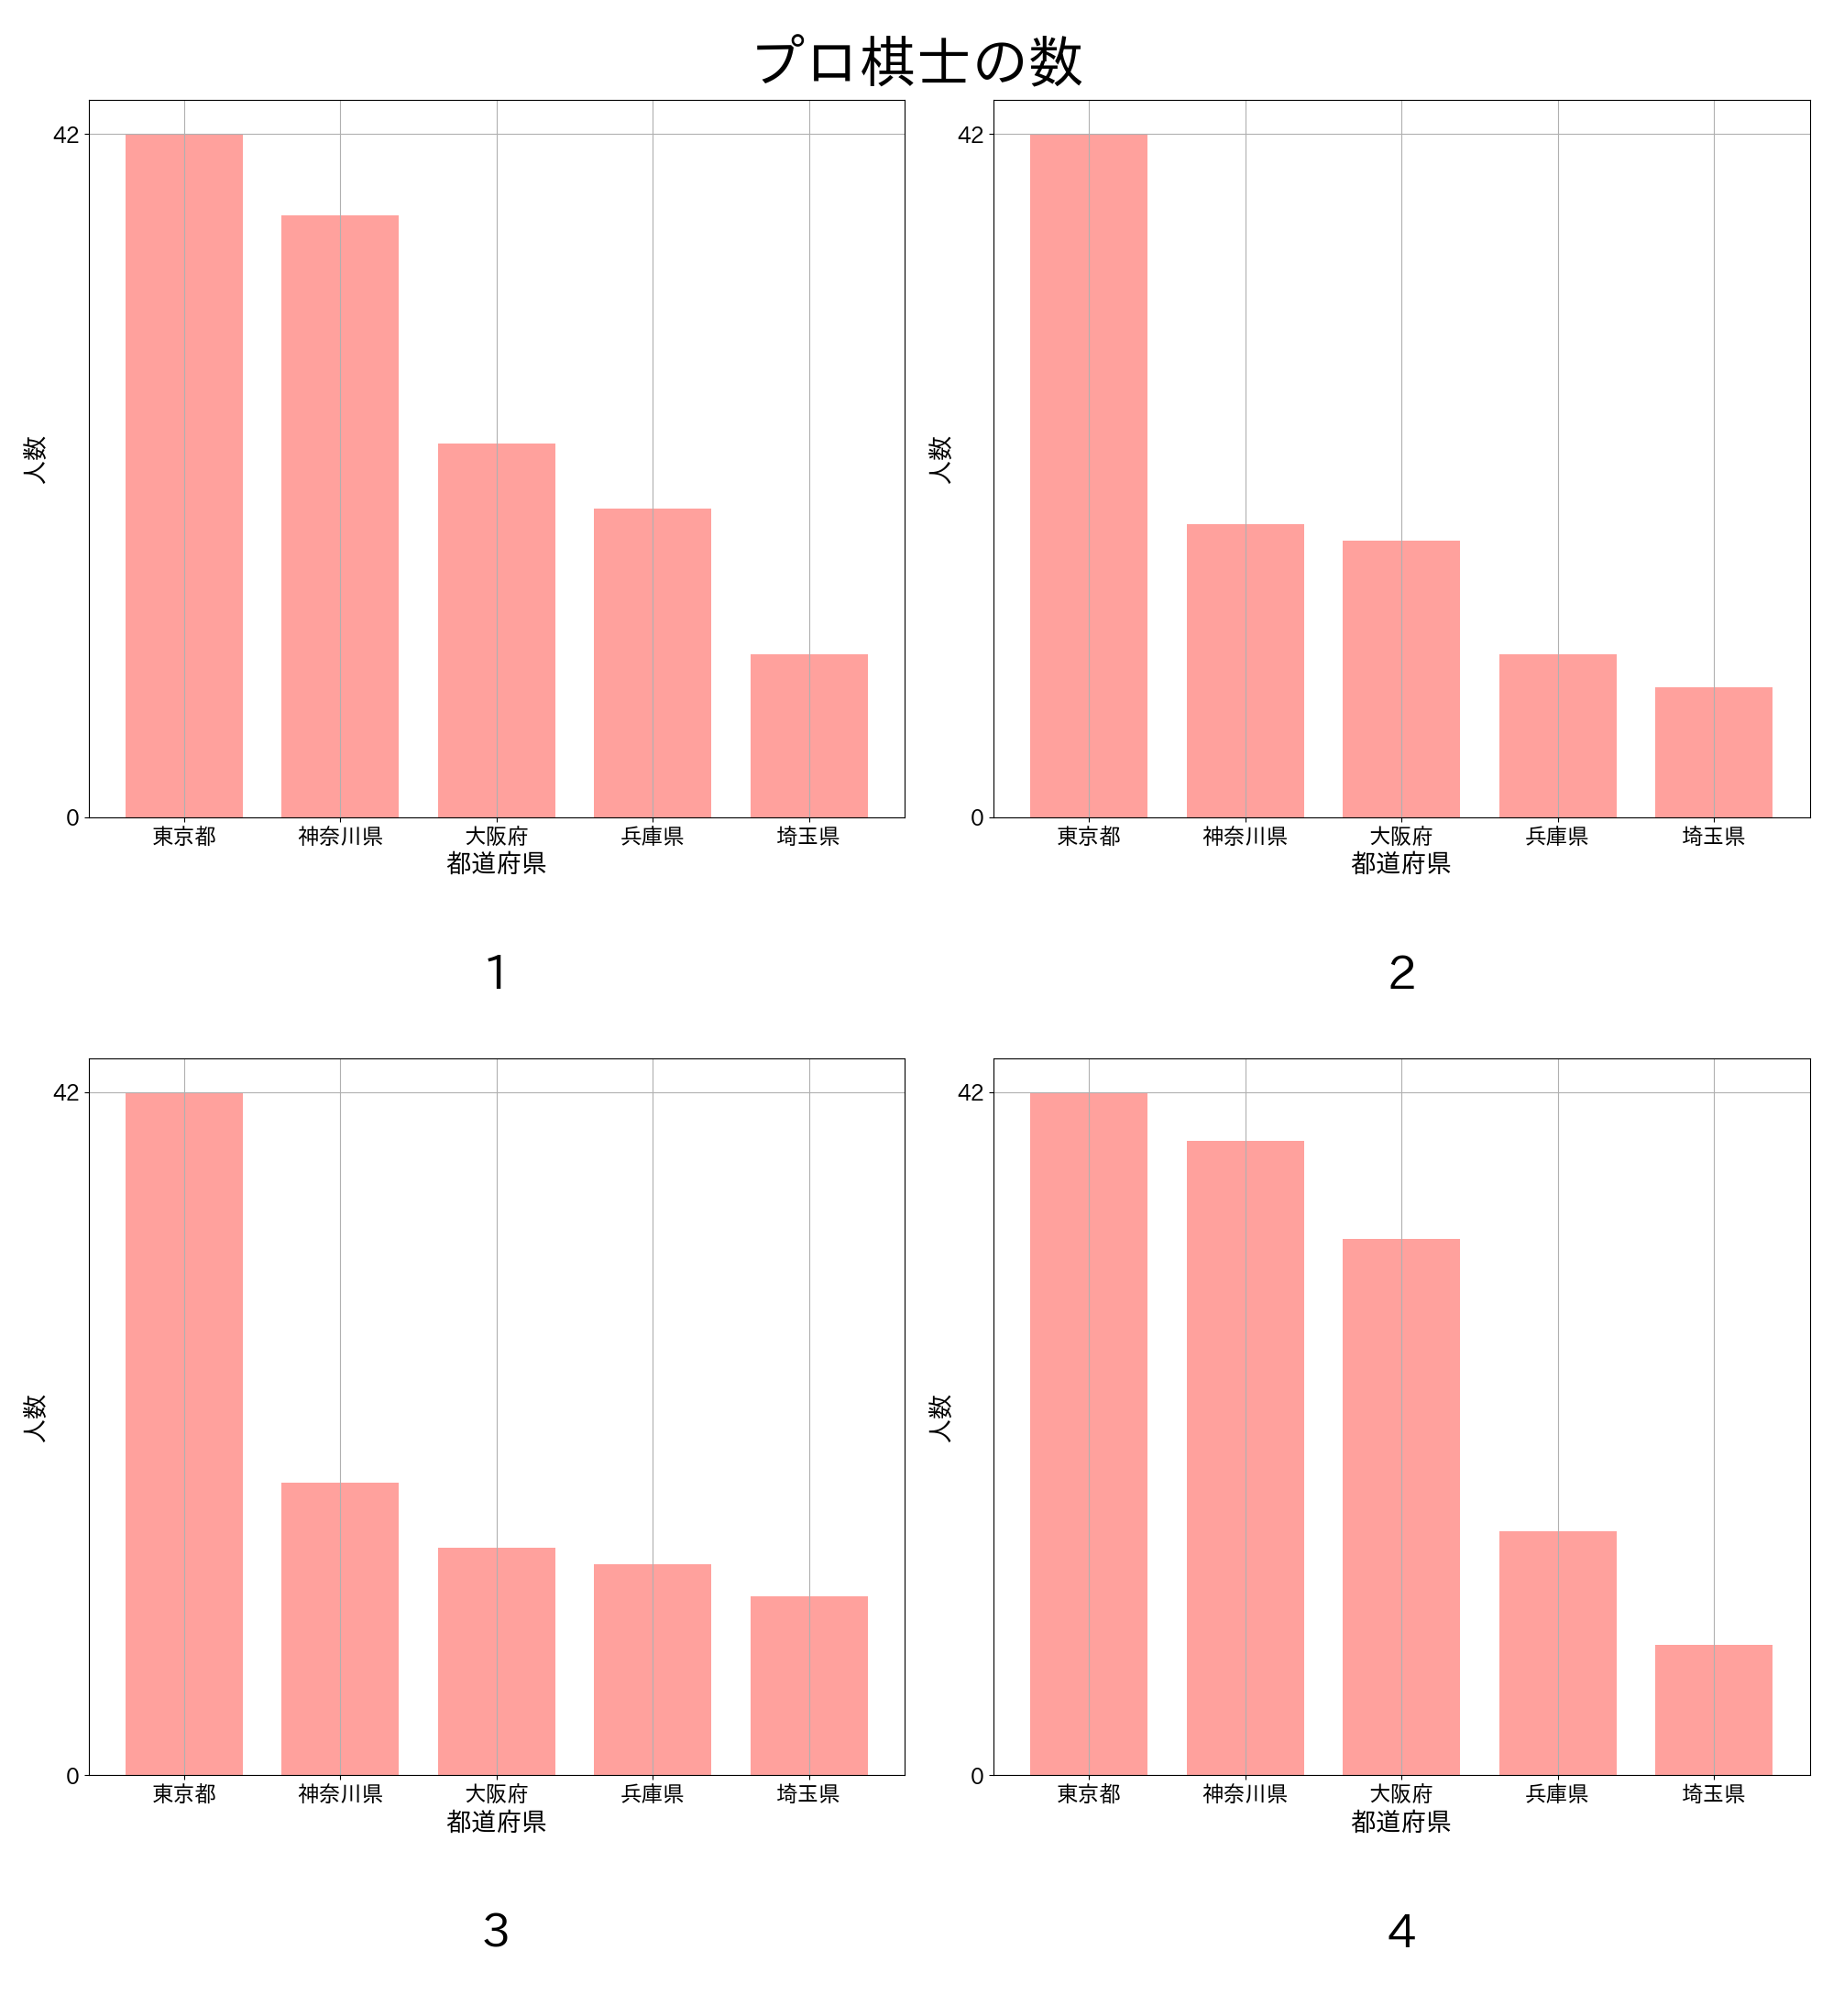 プロ棋士の数
42
0
人数
東京都 神奈川県 大阪府 兵庫県 埼玉県
都道府県
1
42
0
人数
東京都 神奈川県 大阪府 兵庫県 埼玉県
都道府県
2
42
0
人数
東京都 神奈川県 大阪府 兵庫県 埼玉県
都道府県
3
42
0
人数
東京都 神奈川県 大阪府 兵庫県 埼玉県
都道府県
4